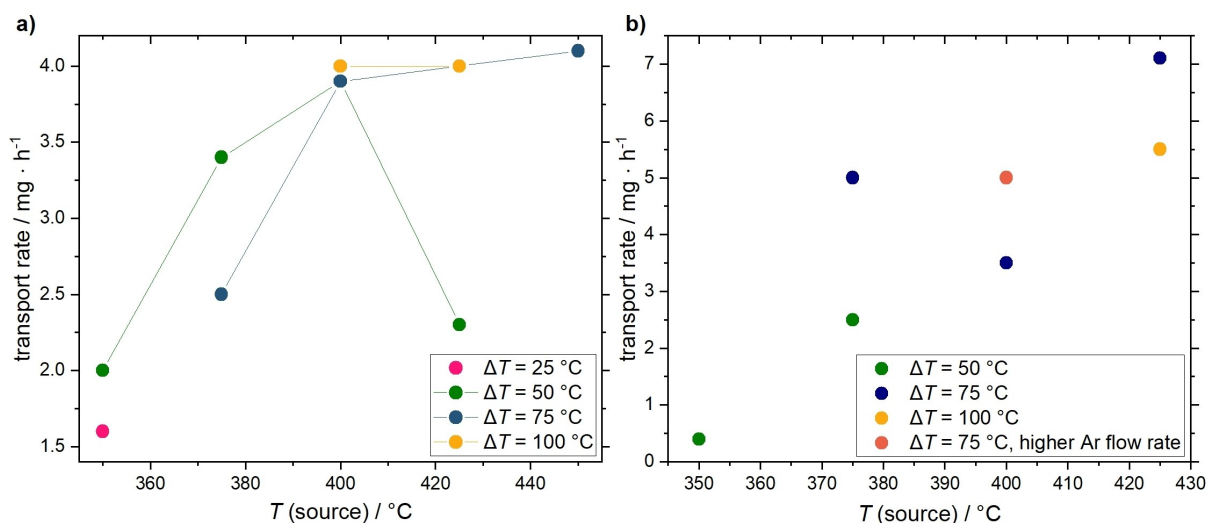 a)
transport rate / mg · h⁻¹
4.0
3.5
3.0
2.5
2.0
1.5
360
380
400
420
440
T (source) / °C
ΔT = 25 °C
ΔT = 50 °C
ΔT = 75 °C
ΔT = 100 °C
b)
transport rate / mg · h⁻¹
7
6
5
4
3
2
1
0
350
360
370
380
390
400
410
420
430
T (source) / °C
ΔT = 50 °C
ΔT = 75 °C
ΔT = 100 °C
ΔT = 75 °C, higher Ar flow rate